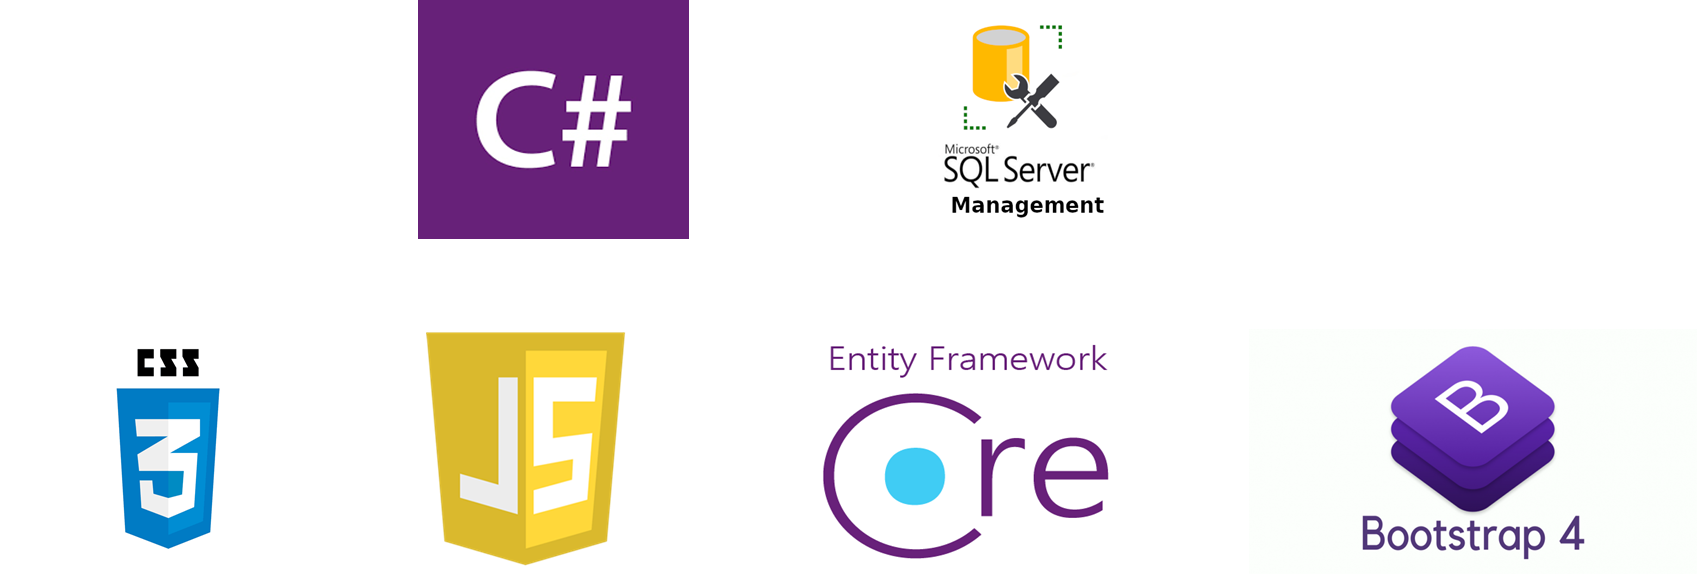 C#
Microsoft®
SQL Server®
Management
CSS
3
JS
Entity Framework
Core
B
Bootstrap 4